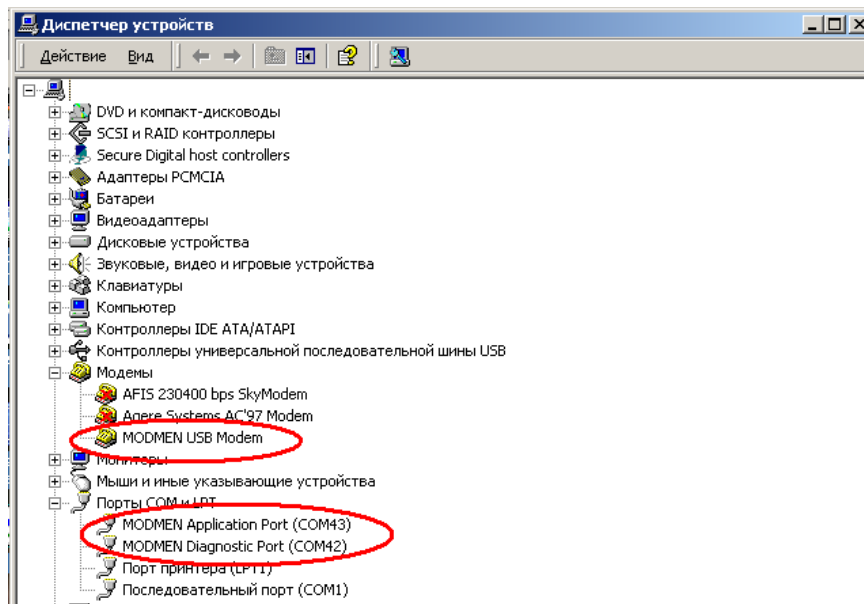 Диспетчер устройств
Действие Вид
DVD и компакт-дисководы
SCSI и RAID контроллеры
Secure Digital host controllers
Адаптеры PCMCIA
Батареи
Видеоадаптеры
Дисковые устройства
Звуковые, видео и игровые устройства
Клавиатуры
Компьютер
Контроллеры IDE ATA/ATAPI
Контроллеры универсальной последовательной шины USB
Модемы
AFIS 230400 bps SkyModem
Agere Systems AC'97 Modem
MODMEN USB Modem
Мониторы
Мыши и иные указывающие устройства
Порты COM и LPT
MODMEN Application Port (COM43)
MODMEN Diagnostic Port (COM42)
Порт принтера (LPT1)
Последовательный порт (COM1)